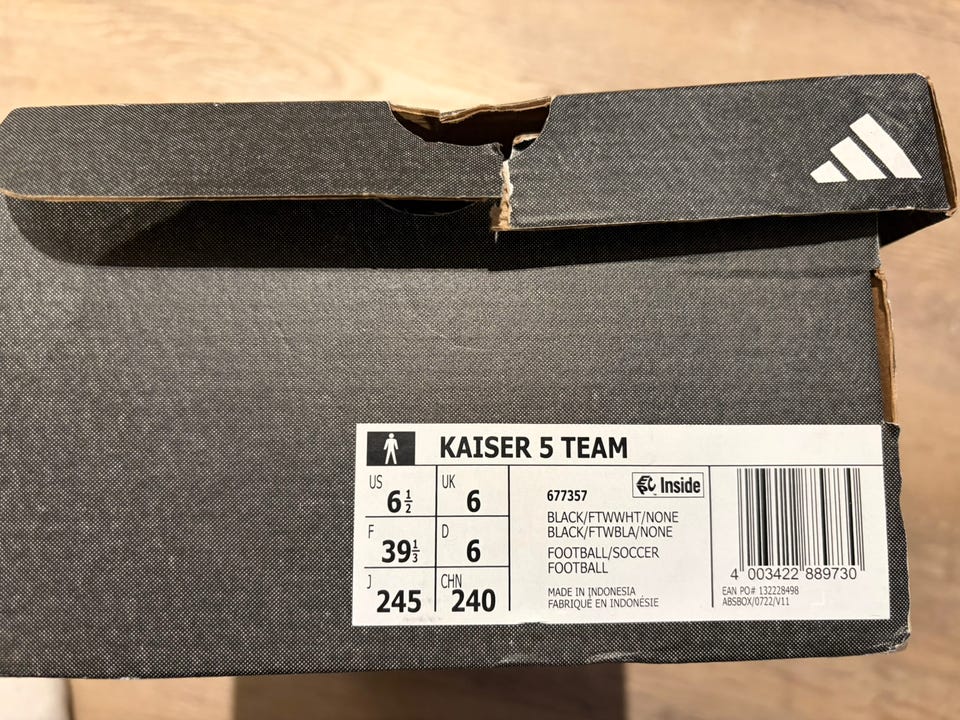 KAISER 5 TEAM
US 6 1/2
UK 6
F 39 1/3
D 6
J 245
CHN 240
677357
Inside
BLACK/FTWWHT/NONE
BLACK/FTWBLA/NONE
FOOTBALL/SOCCER
FOOTBALL
MADE IN INDONESIA
FABRIQUÉ EN INDONÉSIE
4 003422 889730
EAN PO# 132228498
ABSBOX/0722/V11